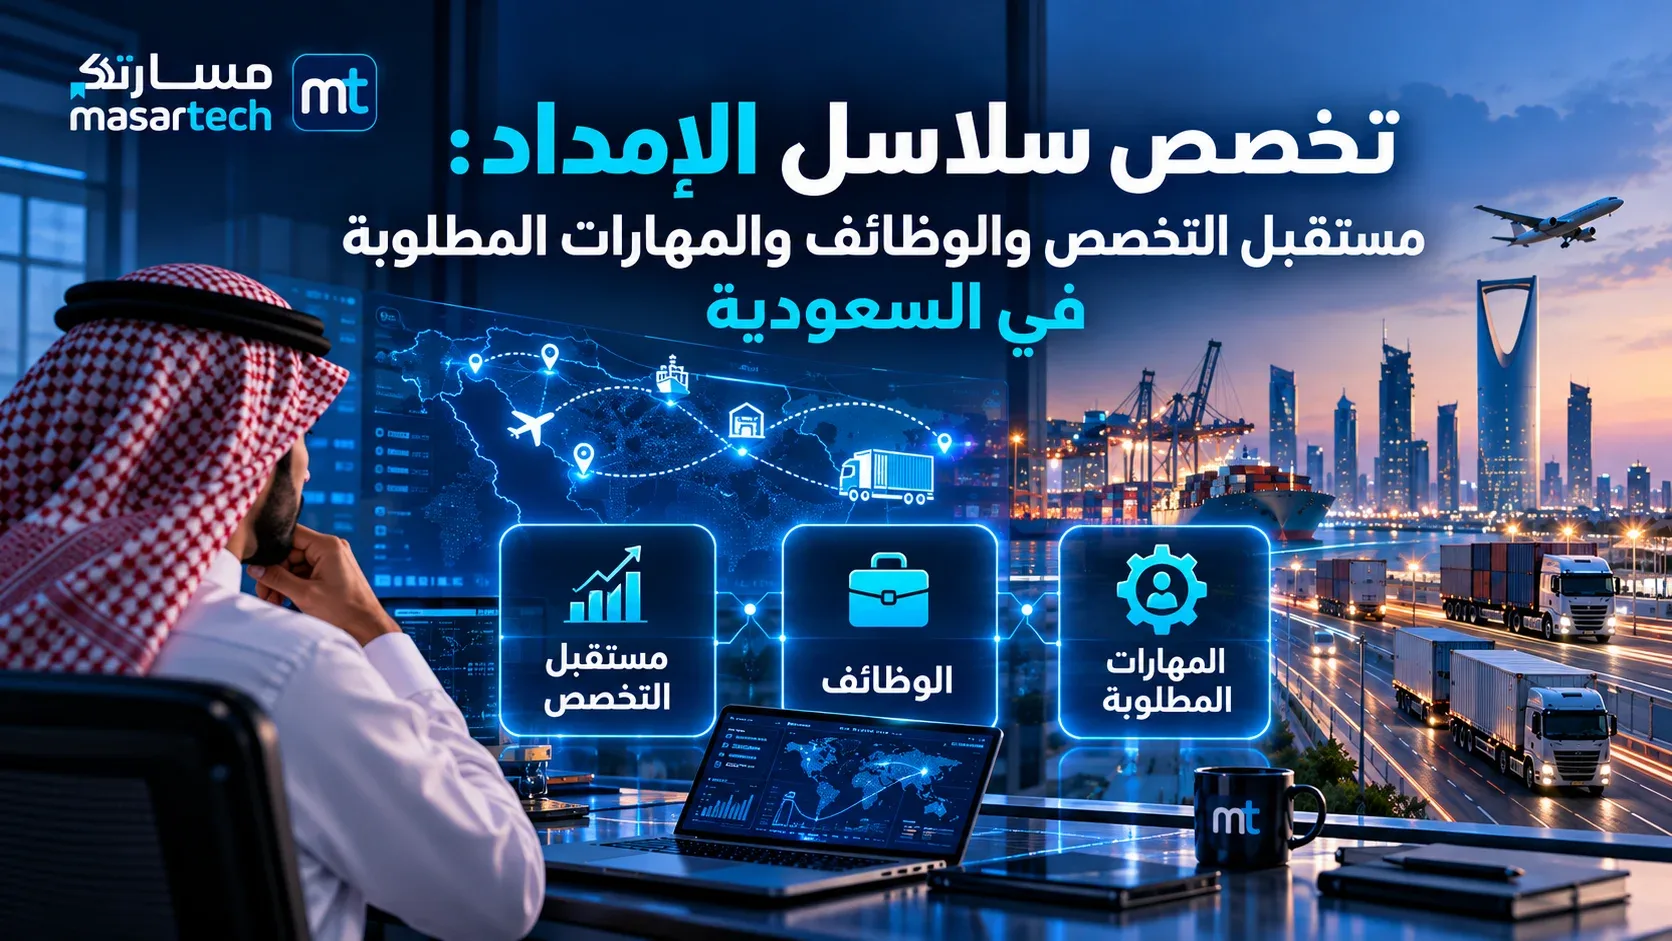 مسارتك
masartech
mt
تخصص سلاسل الإمداد:
مستقبل التخصص والوظائف والمهارات المطلوبة
في السعودية
المهارات
المطلوبة
الوظائف
مستقبل
التخصص
mt